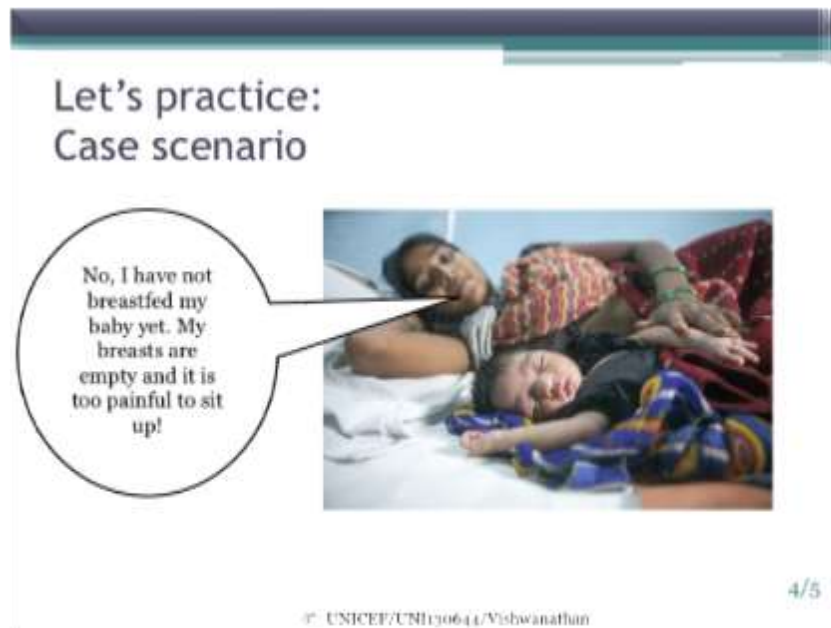 Let's practice:
Case scenario
No, I have not
breastfed my
baby yet. My
breasts are
empty and it is
too painful to sit
up!
4/5
UNICEF/UNI130644/Vishwanathan